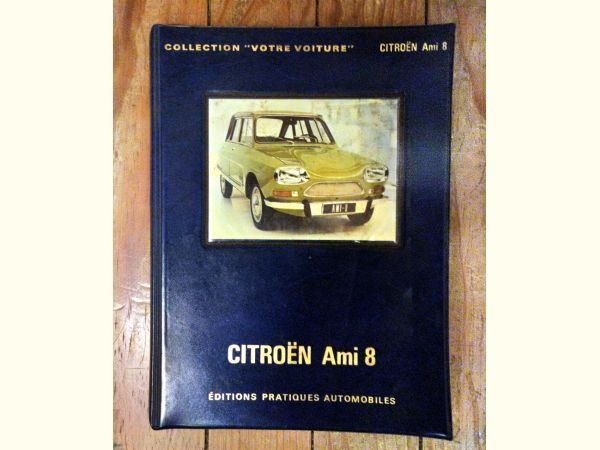 COLLECTION "VOTRE VOITURE" CITROËN Ami 8
AMI-8
CITROËN Ami 8
ÉDITIONS PRATIQUES AUTOMOBILES